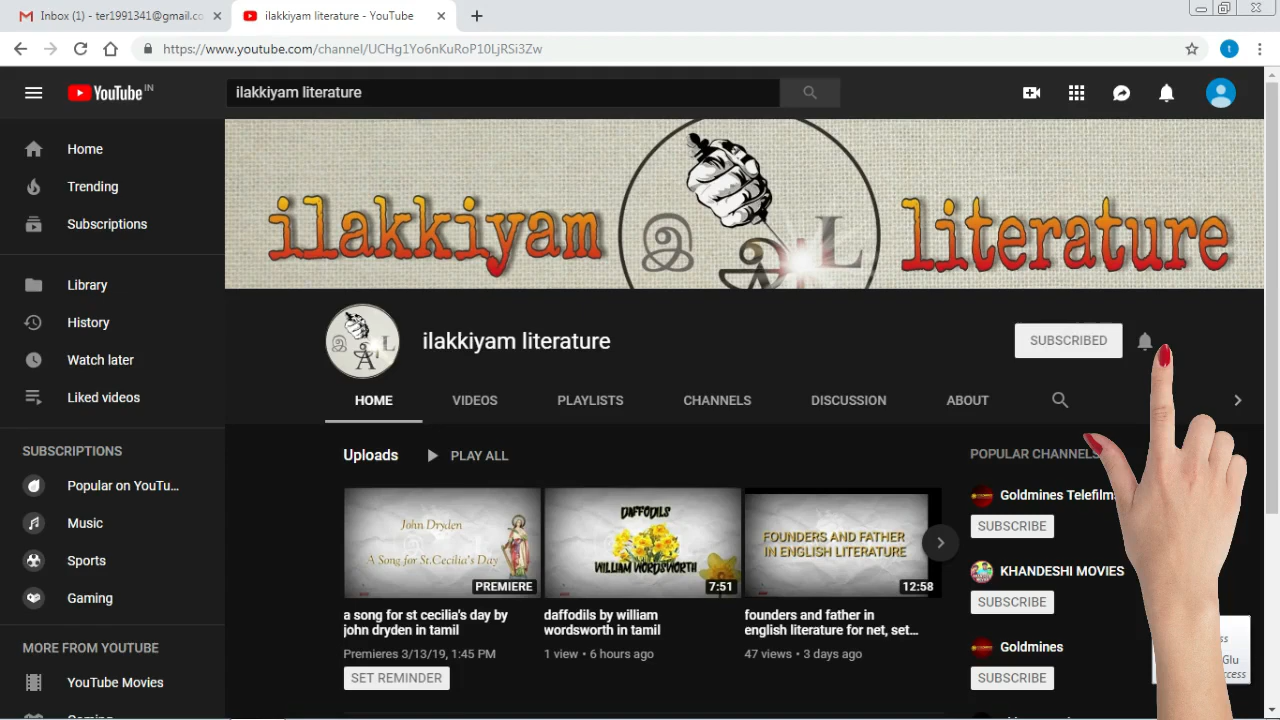 Inbox (1) - ter1991341@gmail.co
ilakkiyam literature - YouTube
https://www.youtube.com/channel/UCHg1Yo6nKuRoP10LjRSi3Zw
YouTube IN
ilakkiyam literature
Home
Trending
Subscriptions
Library
History
Watch later
Liked videos
SUBSCRIPTIONS
Popular on YouTu...
Music
Sports
Gaming
MORE FROM YOUTUBE
YouTube Movies
ilakkiyam இ அ A L literature
இ A L
ilakkiyam literature
SUBSCRIBED
HOME VIDEOS PLAYLISTS CHANNELS DISCUSSION ABOUT
Uploads PLAY ALL
John Dryden
A Song for St.Cecilia's Day
PREMIERE
a song for st cecilia's day by
john dryden in tamil
Premieres 3/13/19, 1:45 PM
SET REMINDER
DAFFODILS
WILLIAM WORDSWORTH
7:51
daffodils by william
wordsworth in tamil
1 view • 6 hours ago
FOUNDERS AND FATHER
IN ENGLISH LITERATURE
12:58
founders and father in
english literature for net, set...
47 views • 3 days ago
POPULAR CHANNELS
Goldmines Telefilms
SUBSCRIBE
KHANDESHI MOVIES
SUBSCRIBE
Goldmines
SUBSCRIBE
t